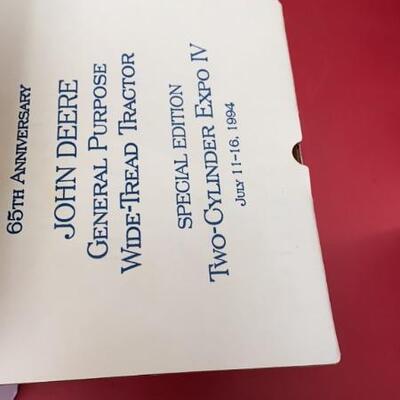 65TH ANNIVERSARY
JOHN DEERE
GENERAL PURPOSE
WIDE-TREAD TRACTOR
SPECIAL EDITION
TWO-CYLINDER EXPO IV
JULY 11-16, 1994